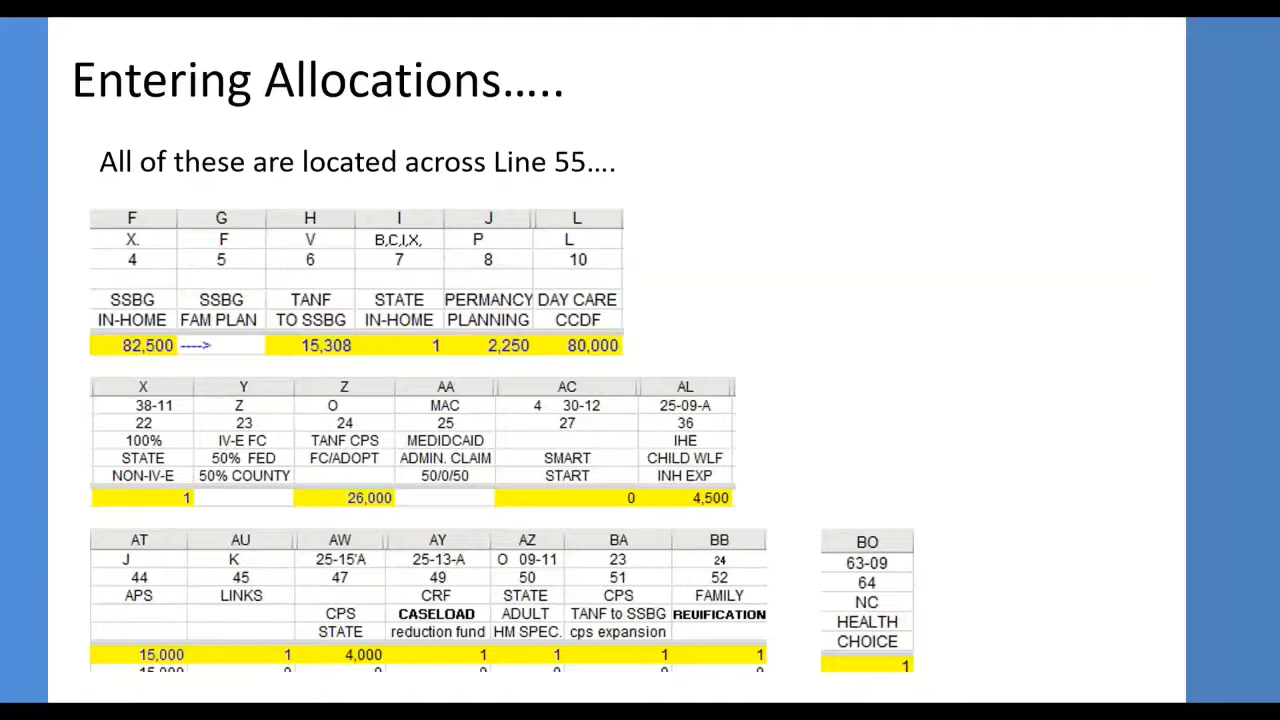 Entering Allocations…..
All of these are located across Line 55….
F G H I J L
X. F V B,C,I,X, P L
4 5 6 7 8 10
SSBG SSBG TANF STATE PERMANCY DAY CARE
IN-HOME FAM PLAN TO SSBG IN-HOME PLANNING CCDF
82,500 ----> 15,308 1 2,250 80,000
X Y Z AA AC AL
38-11 Z O MAC 4 30-12 25-09-A
22 23 24 25 27 36
100% IV-E FC TANF CPS MEDIDCAID IHE
STATE 50% FED FC/ADOPT ADMIN. CLAIM SMART CHILD WLF
NON-IV-E 50% COUNTY 50/0/50 START INH EXP
1 26,000 0 4,500
AT AU AW AY AZ BA BB
J K 25-15'A 25-13-A O 09-11 23 24
44 45 47 49 50 51 52
APS LINKS CRF STATE CPS FAMILY
CPS CASELOAD ADULT TANF to SSBG REUIFICATION
STATE reduction fund HM SPEC. cps expansion
15,000 1 4,000 1 1 1 1
BO
63-09
64
NC
HEALTH
CHOICE
1